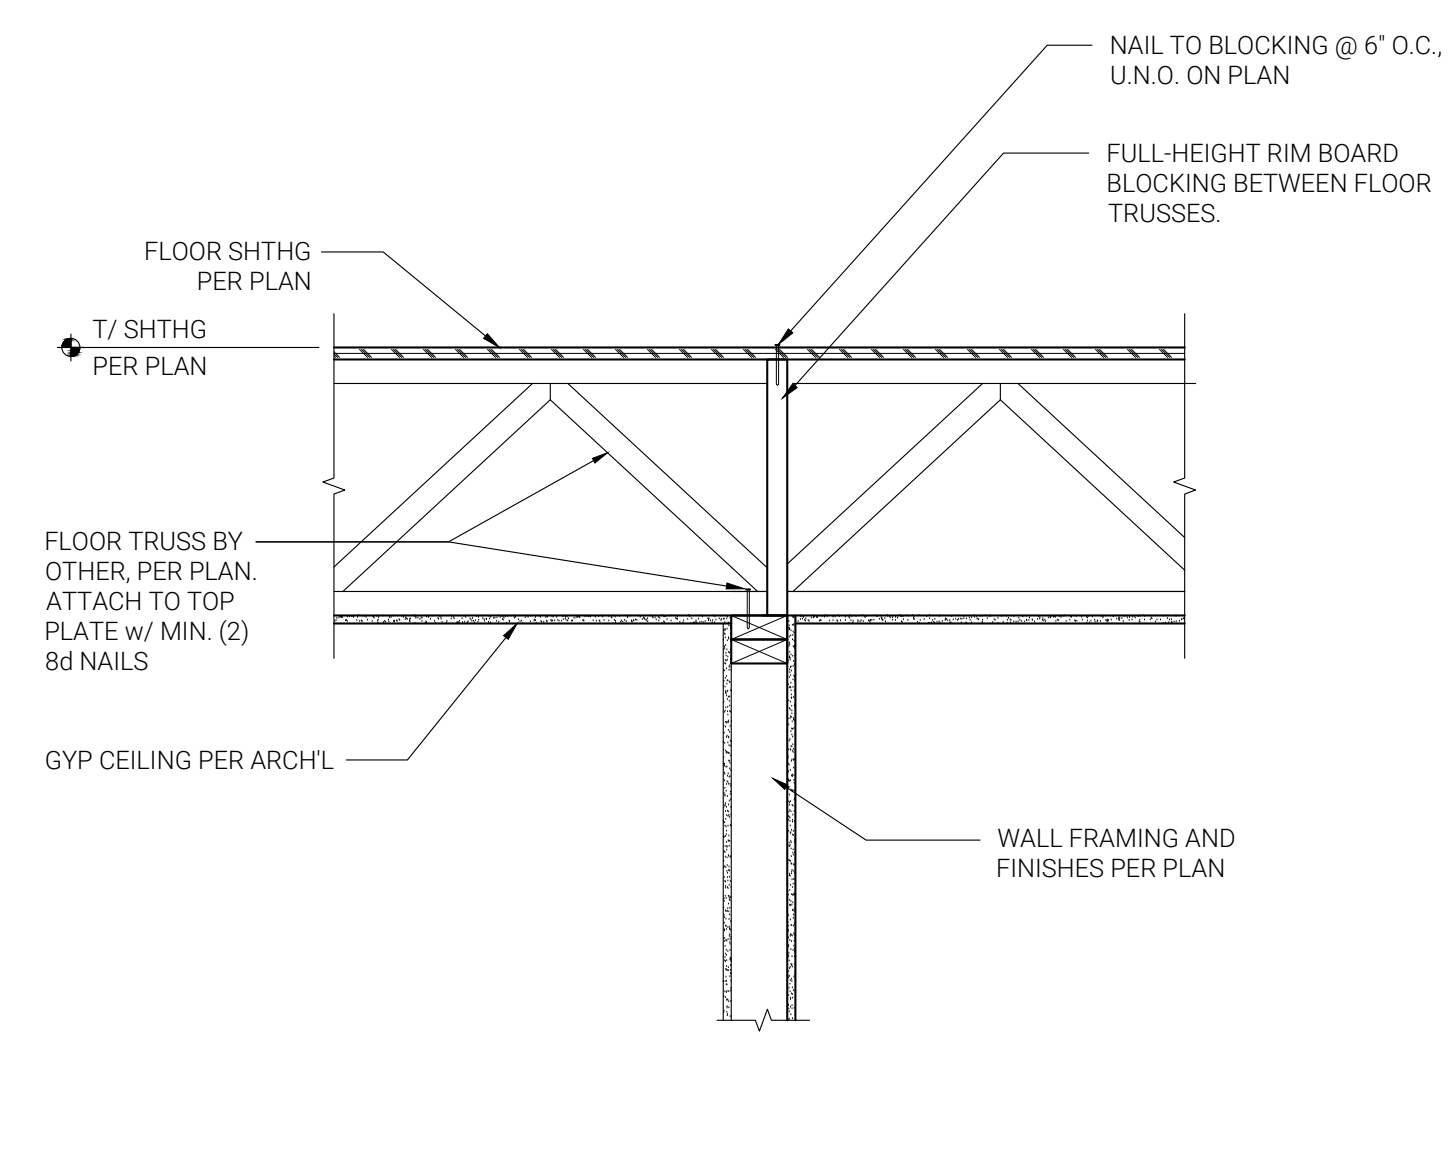 NAIL TO BLOCKING @ 6" O.C.,
U.N.O. ON PLAN
FULL-HEIGHT RIM BOARD
BLOCKING BETWEEN FLOOR
TRUSSES.
FLOOR SHTHG
PER PLAN
T/ SHTHG
PER PLAN
FLOOR TRUSS BY
OTHER, PER PLAN.
ATTACH TO TOP
PLATE w/ MIN. (2)
8d NAILS
GYP CEILING PER ARCH'L
WALL FRAMING AND
FINISHES PER PLAN